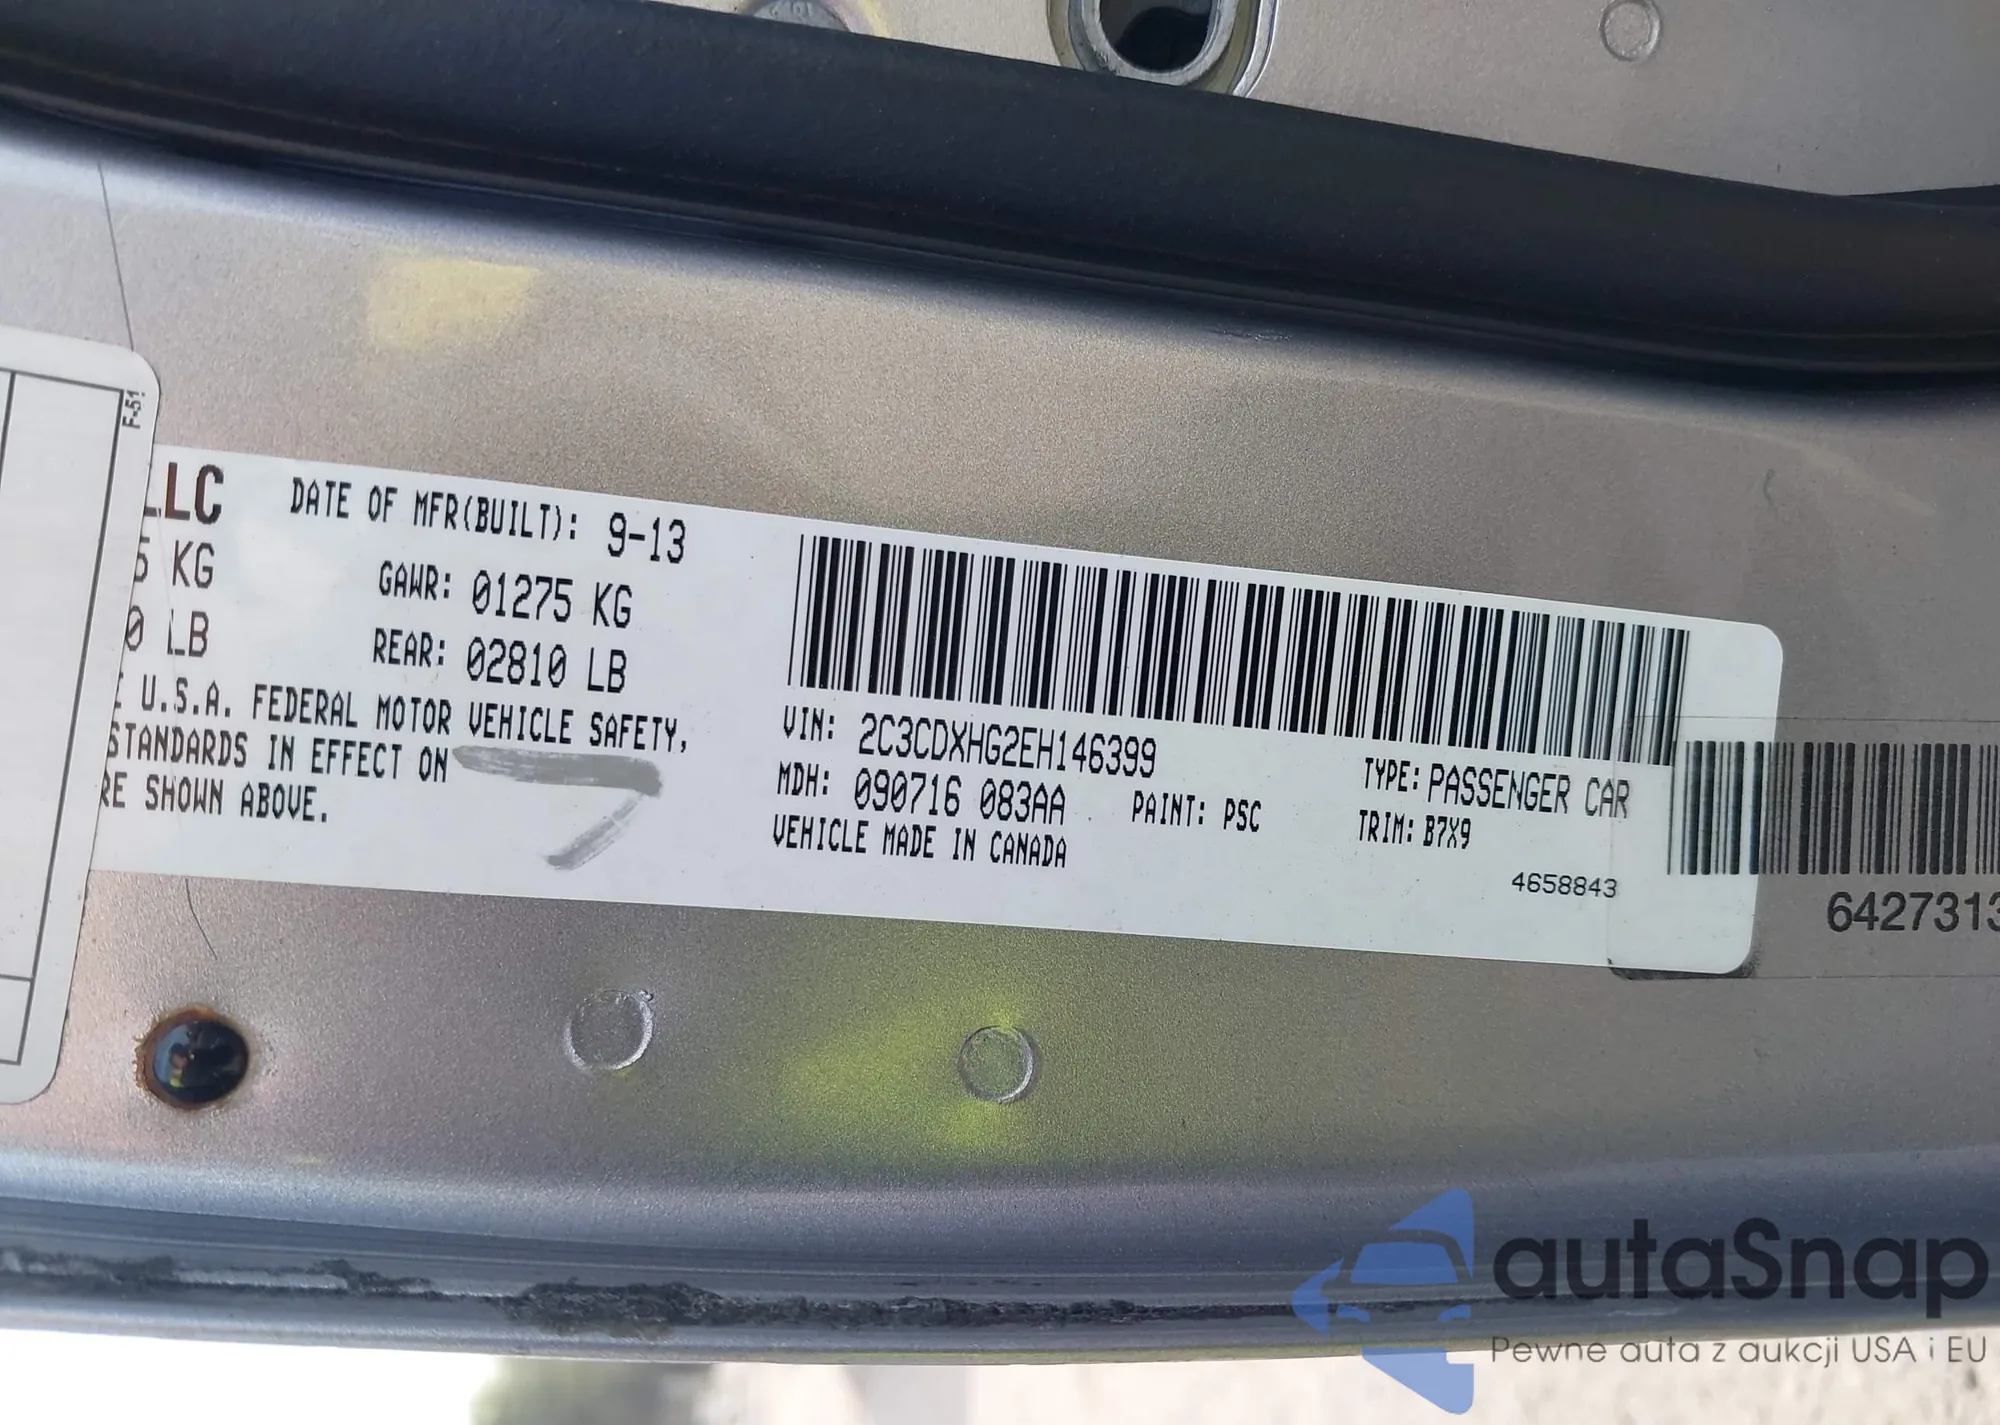 F-51
LLC DATE OF MFR(BUILT): 9-13
5 KG GAWR: 01275 KG
0 LB REAR: 02810 LB
U.S.A. FEDERAL MOTOR VEHICLE SAFETY,
STANDARDS IN EFFECT ON
RE SHOWN ABOVE.
VIN: 2C3CDXHG2EH146399
TYPE: PASSENGER CAR
MDH: 090716 083AA PAINT: PSC
TRIM: B7X9
VEHICLE MADE IN CANADA
4658843
6427313
autaSnap
Pewne auta z aukcji USA i EU